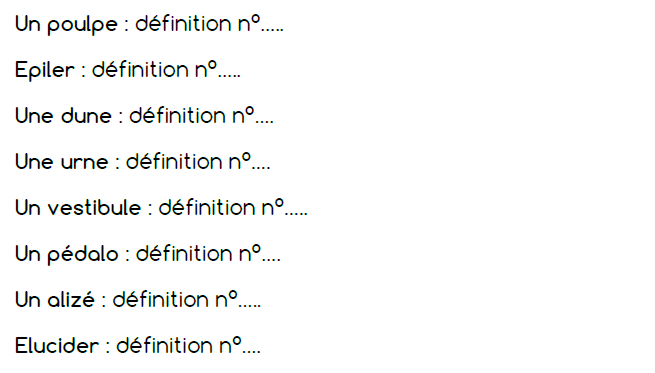 Un poulpe : définition n°.....
Epiler : définition n°.....
Une dune : définition n°....
Une urne : définition n°....
Un vestibule : définition n°.....
Un pédalo : définition n°....
Un alizé : définition n°.....
Elucider : définition n°....